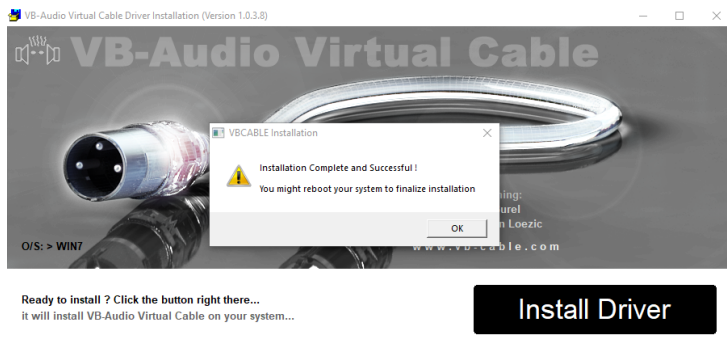 VB-Audio Virtual Cable Driver Installation (Version 1.0.3.8)
VB-Audio Virtual Cable
VBCABLE Installation
Installation Complete and Successful !
You might reboot your system to finalize installation
OK
Loezic
O/S: > WIN7
www.vb-cable.com
Ready to install ? Click the button right there...
it will install VB-Audio Virtual Cable on your system...
Install Driver